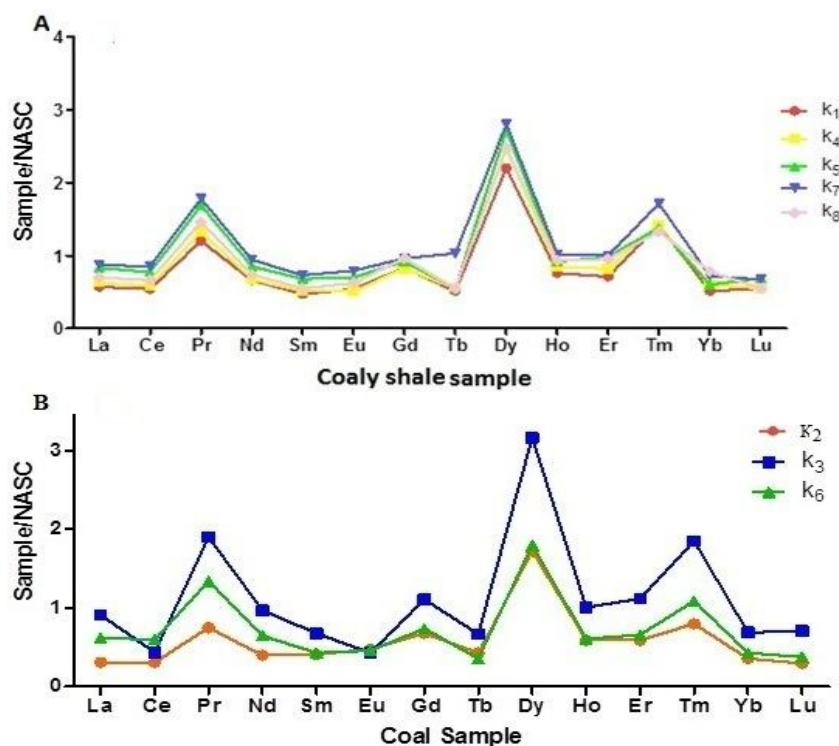 A
4
3
2
1
0
Sample/NASC
La Ce Pr Nd Sm Eu Gd Tb Dy Ho Er Tm Yb Lu
Coaly shale sample
k1
k4
k5
k7
k8
B
3
2
1
0
Sample/NASC
La Ce Pr Nd Sm Eu Gd Tb Dy Ho Er Tm Yb Lu
Coal Sample
K2
k3
k6